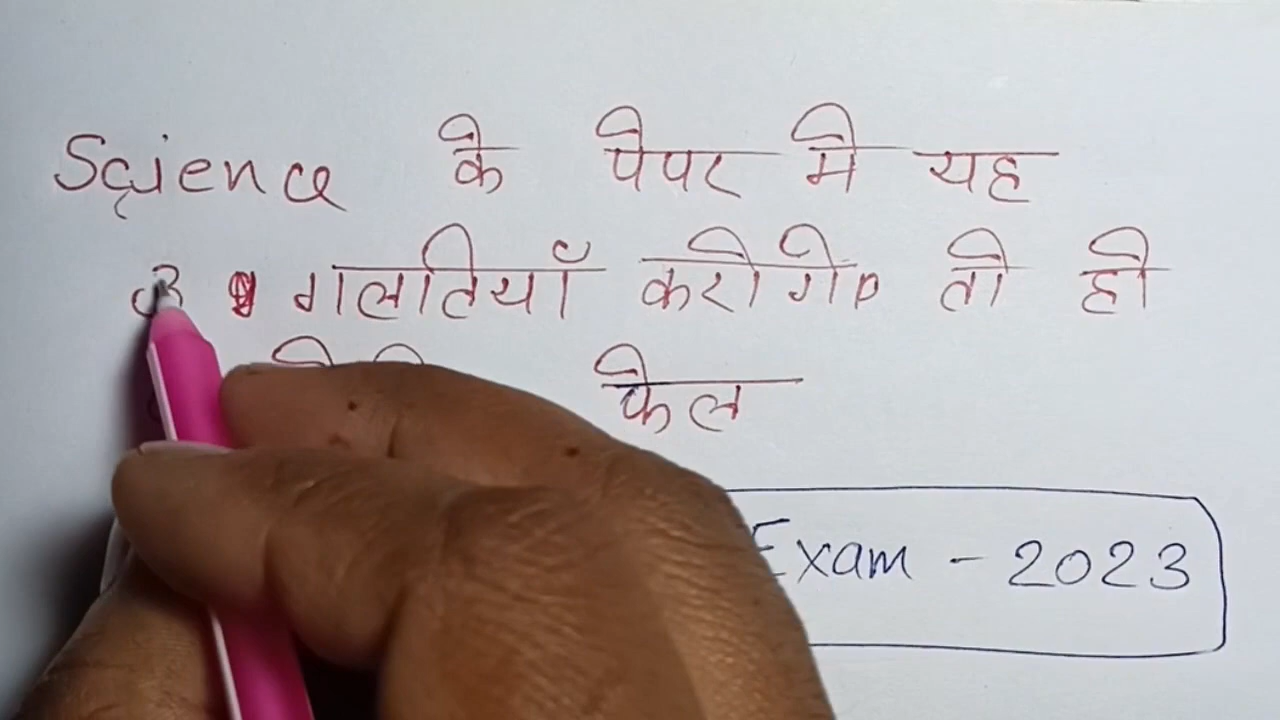 Science के पेपर मे यह
3 गलतियाँ करोगे तो हो
फेल
Exam - 2023